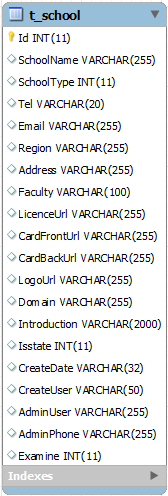 t_school
Id INT(11)
SchoolName VARCHAR(255)
SchoolType INT(11)
Tel VARCHAR(20)
Email VARCHAR(255)
Region VARCHAR(255)
Address VARCHAR(255)
Faculty VARCHAR(100)
LicenceUrl VARCHAR(255)
CardFrontUrl VARCHAR(255)
CardBackUrl VARCHAR(255)
LogoUrl VARCHAR(255)
Domain VARCHAR(255)
Introduction VARCHAR(2000)
Isstate INT(11)
CreateDate VARCHAR(32)
CreateUser VARCHAR(50)
AdminUser VARCHAR(255)
AdminPhone VARCHAR(255)
Examine INT(11)
Indexes